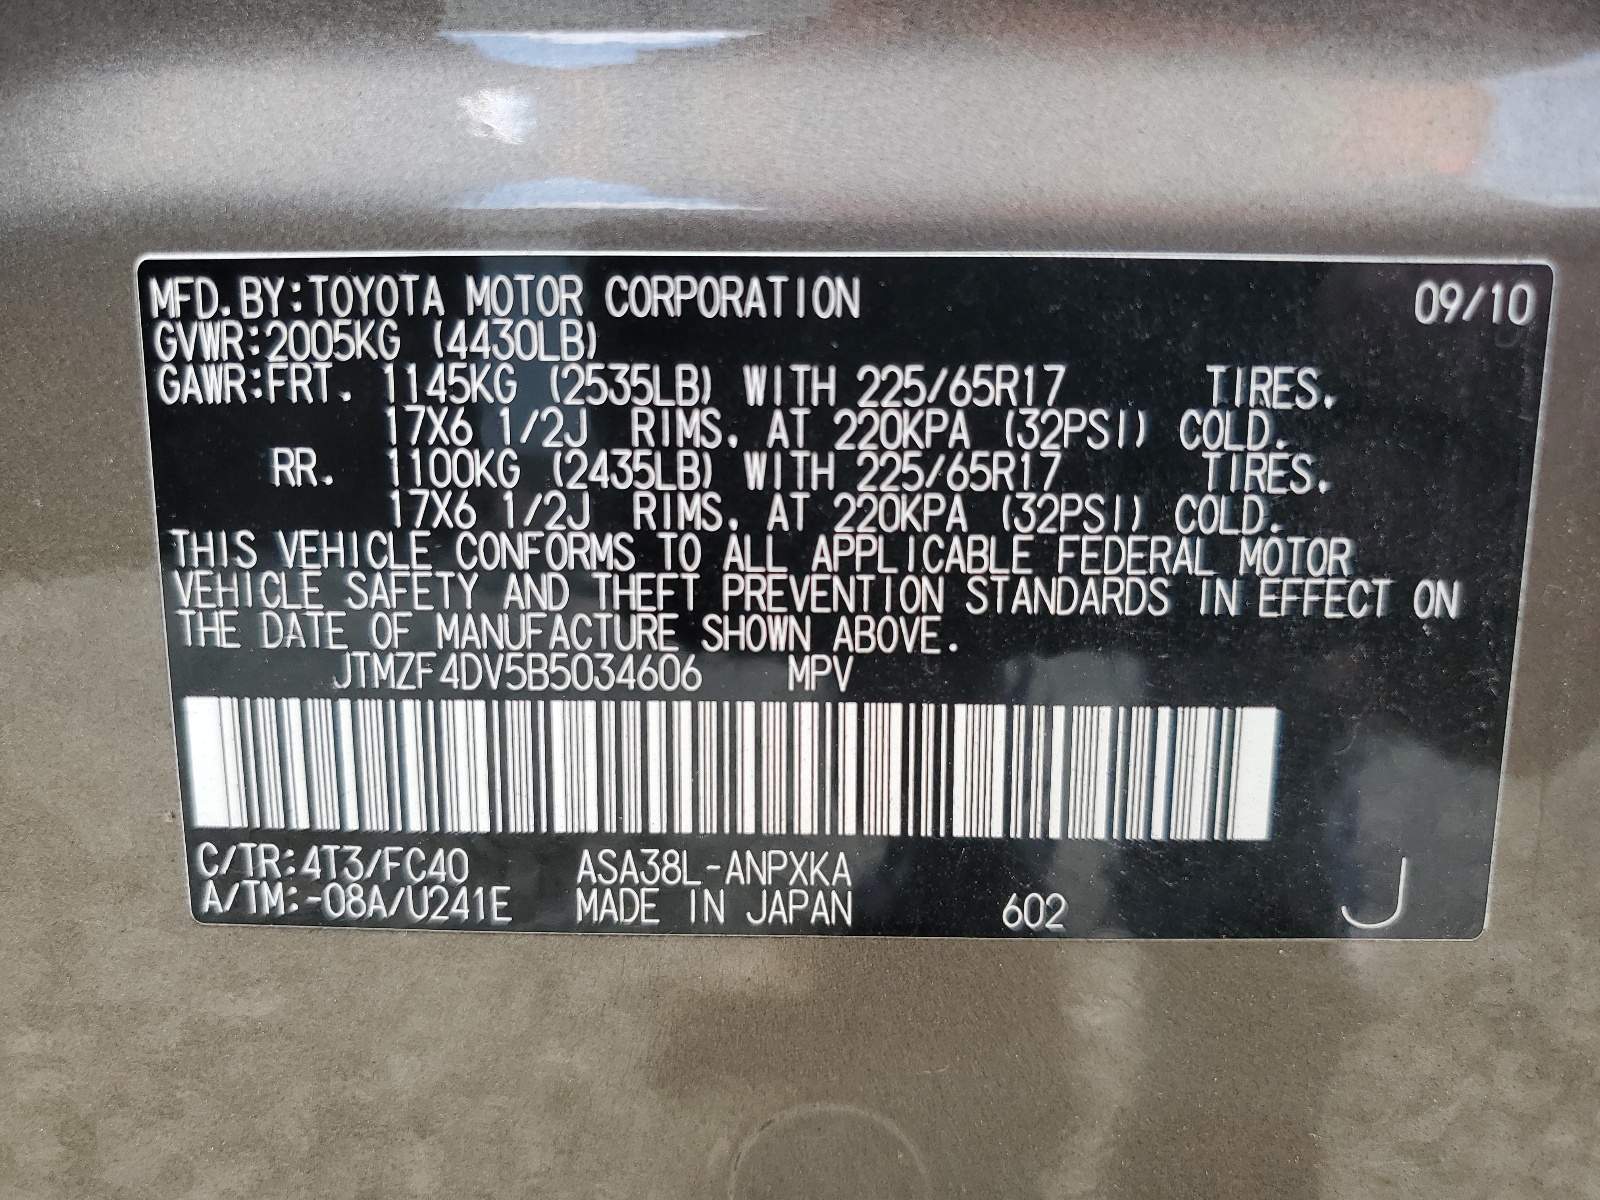 MFD.BY:TOYOTA MOTOR CORPORATION 09/10
GVWR:2005KG (4430LB)
GAWR:FRT. 1145KG (2535LB) WITH 225/65R17 TIRES.
17X6 1/2J RIMS. AT 220KPA (32PSI) COLD.
RR. 1100KG (2435LB) WITH 225/65R17 TIRES.
17X6 1/2J RIMS. AT 220KPA (32PSI) COLD.
THIS VEHICLE CONFORMS TO ALL APPLICABLE FEDERAL MOTOR
VEHICLE SAFETY AND THEFT PREVENTION STANDARDS IN EFFECT ON
THE DATE OF MANUFACTURE SHOWN ABOVE.
JTMZF4DV5B5034606 MPV
C/TR:4T3/FC40 ASA38L-ANPXKA
A/TM:-08A/U241E MADE IN JAPAN 602 J